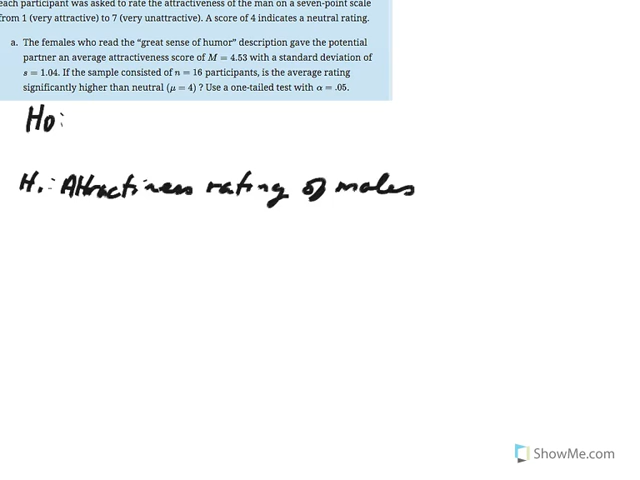 each participant was asked to rate the attractiveness of the man on a seven-point scale
from 1 (very attractive) to 7 (very unattractive). A score of 4 indicates a neutral rating.
a. The females who read the “great sense of humor” description gave the potential
partner an average attractiveness score of M = 4.53 with a standard deviation of
s = 1.04. If the sample consisted of n = 16 participants, is the average rating
significantly higher than neutral (μ = 4) ? Use a one-tailed test with α = .05.
Ho:
H1: Attractiness rating of males
ShowMe.com